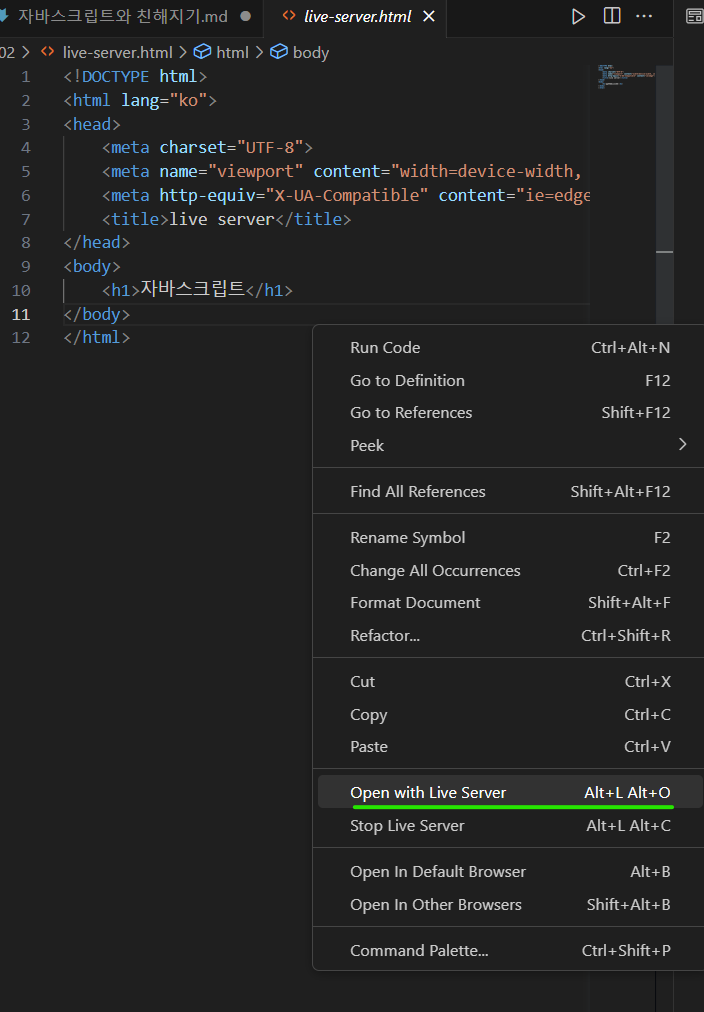 자바스크립트와 친해지기.md ● live-server.html
02 > live-server.html > html > body
1 <!DOCTYPE html>
2 <html lang="ko">
3 <head>
4 <meta charset="UTF-8">
5 <meta name="viewport" content="width=device-width,
6 <meta http-equiv="X-UA-Compatible" content="ie=edge
7 <title>live server</title>
8 </head>
9 <body>
10 <h1>자바스크립트</h1>
11 </body>
12 </html>
Run Code Ctrl+Alt+N
Go to Definition F12
Go to References Shift+F12
Peek
Find All References Shift+Alt+F12
Rename Symbol F2
Change All Occurrences Ctrl+F2
Format Document Shift+Alt+F
Refactor... Ctrl+Shift+R
Cut Ctrl+X
Copy Ctrl+C
Paste Ctrl+V
Open with Live Server Alt+L Alt+O
Stop Live Server Alt+L Alt+C
Open In Default Browser Alt+B
Open In Other Browsers Shift+Alt+B
Command Palette... Ctrl+Shift+P